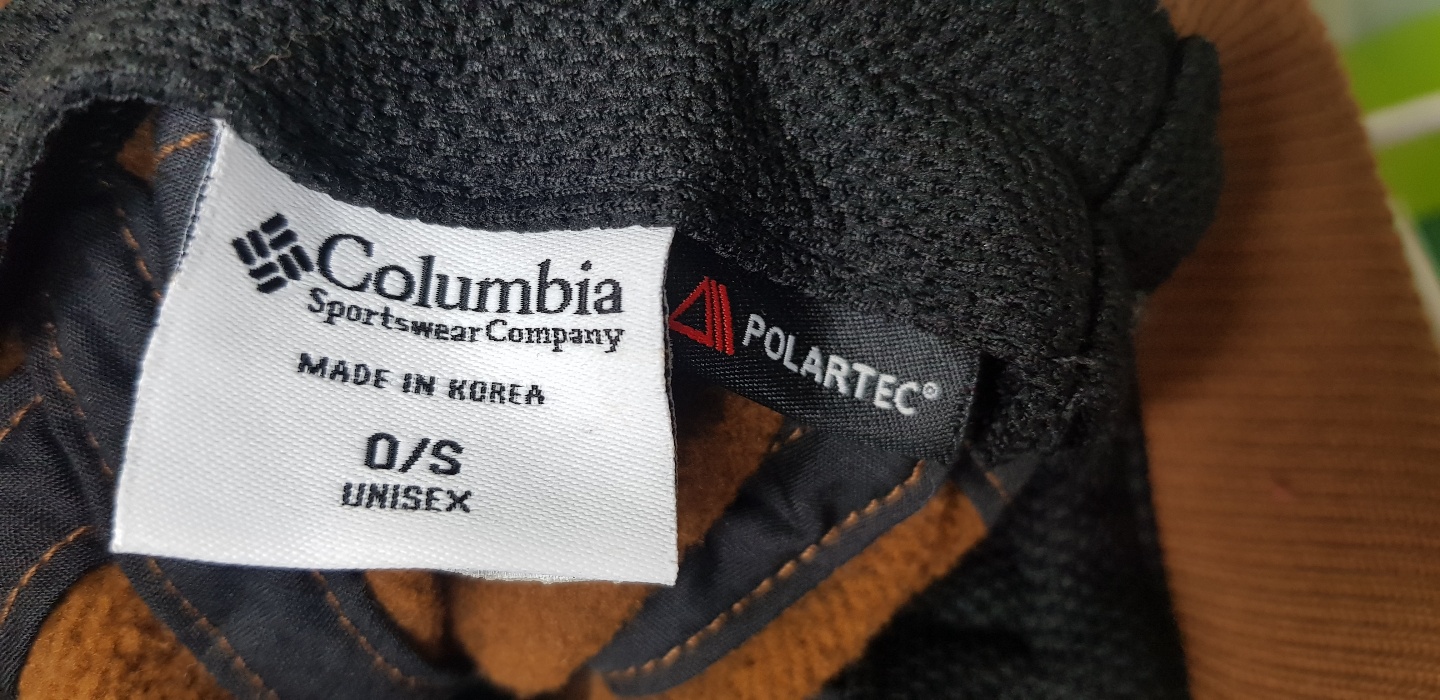 Columbia
Sportswear Company
MADE IN KOREA
O/S
UNISEX
POLARTEC®